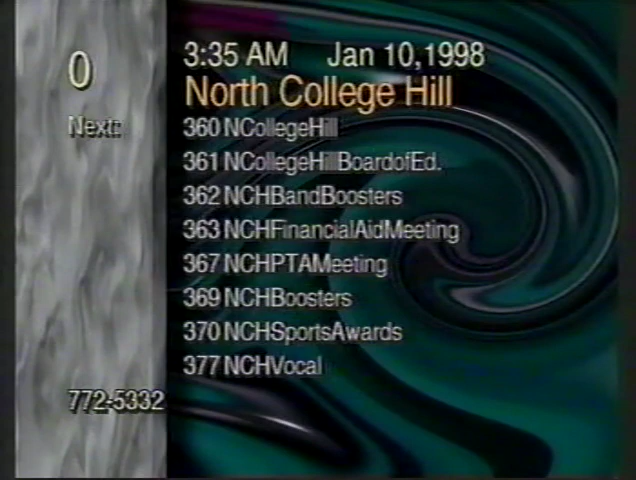 0
Next:
772-5332
3:35 AM Jan 10,1998
North College Hill
360 NCollegeHill
361 NCollegeHillBoardofEd.
362 NCHBandBoosters
363 NCHFinancialAidMeeting
367 NCHPTAMeeting
369 NCHBoosters
370 NCHSportsAwards
377 NCHVocal